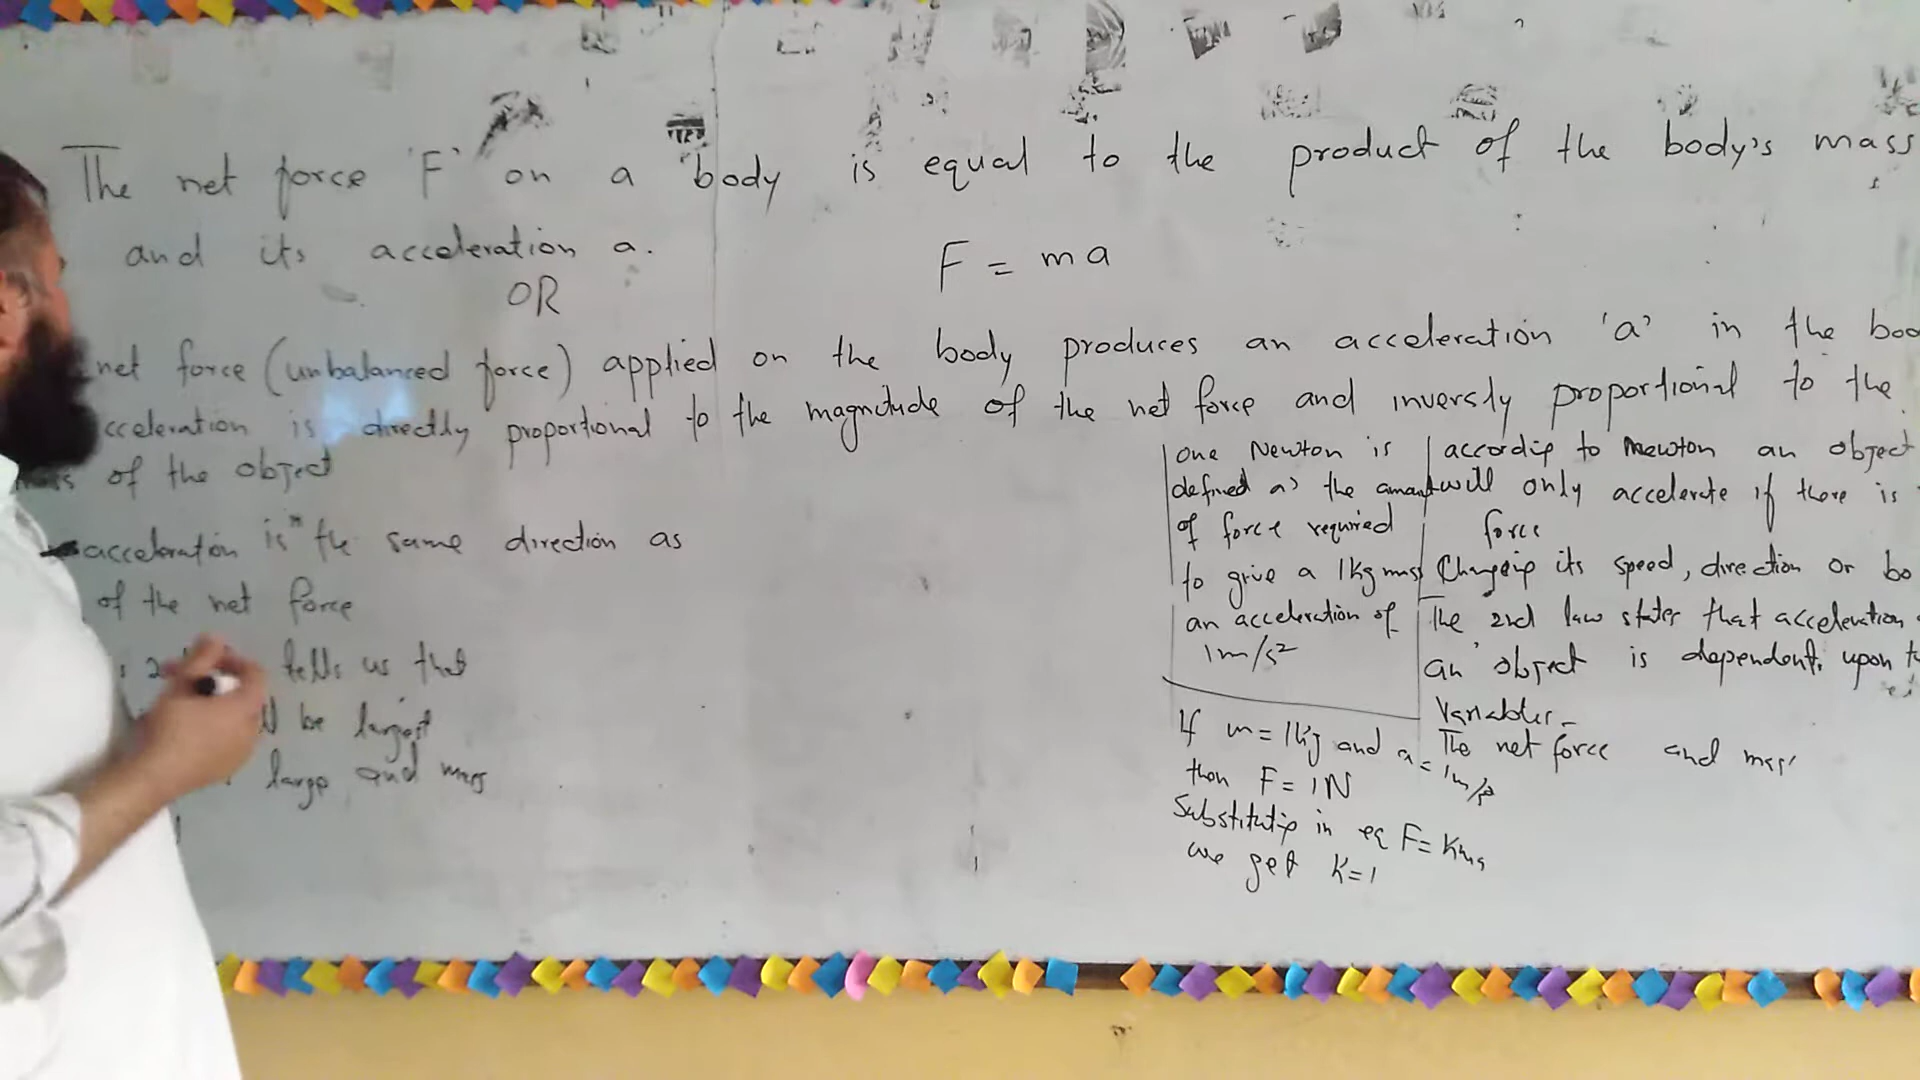 The net force 'F' on a body is equal to the product of the body's mass
and its acceleration a.
F = ma
OR
net force (unbalanced force) applied on the body produces an acceleration 'a' in the
cceleration is directly proportional to the magnitude of the net force and inversly proportional to the
of the object
acceleration is the same direction as
of the net force
tells us that
be largest
large and mass
one Newton is
defined as the amant
of force required
to give a 1kg mass
an acceleration of
1m/s²
If m = 1kg and a = 1m/s²
then F = 1N
Substitutip in eq F = Kma
we get K=1
accordip to Newton an object
will only accelerate if there is
force
Changip its speed, direction or bo
The 2nd law states that acceleration
an object is dependent upon
Variables-
The net force and mass